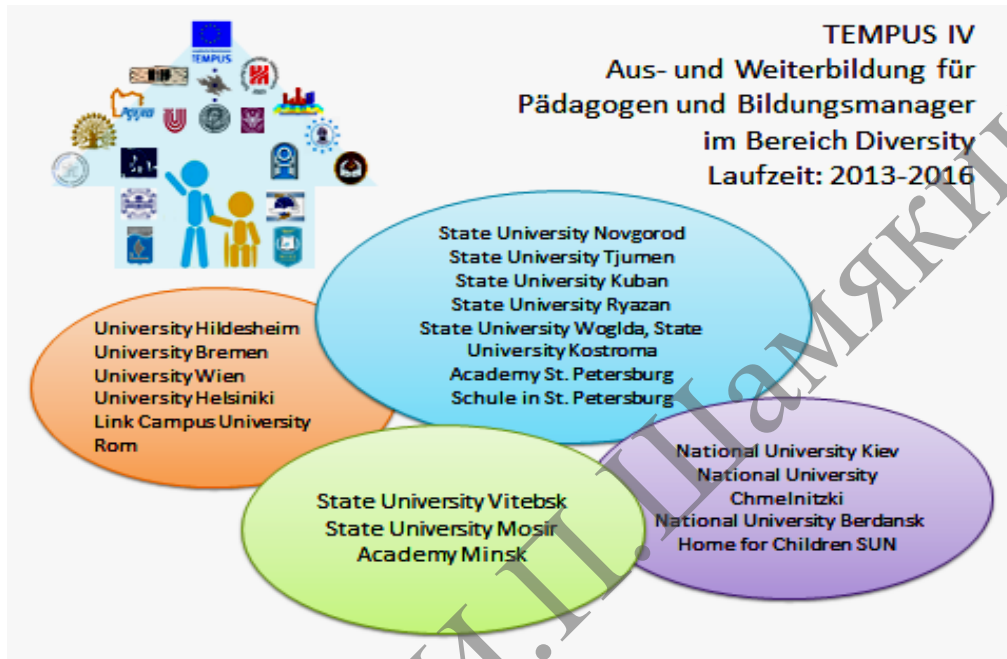 TEMPUS
TEMPUS IV
Aus- und Weiterbildung für
Pädagogen und Bildungsmanager
im Bereich Diversity
Laufzeit: 2013-2016
State University Novgorod
State University Tjumen
State University Kuban
State University Ryazan
State University Woglda, State
University Kostroma
Academy St. Petersburg
Schule in St. Petersburg
University Hildesheim
University Bremen
University Wien
University Helsiniki
Link Campus University
Rom
National University Kiev
National University
Chmelnitzki
National University Berdansk
Home for Children SUN
State University Vitebsk
State University Mosir
Academy Minsk
И.П.Шамякин